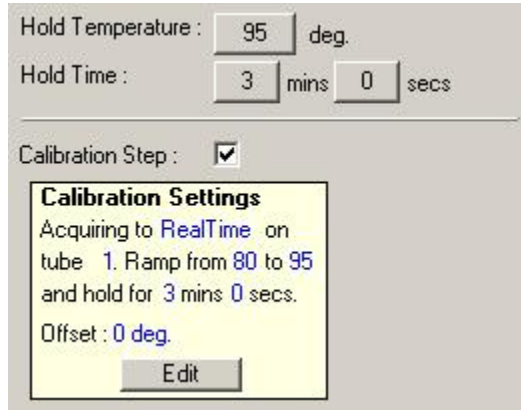 Hold Temperature : 95 deg.
Hold Time : 3 mins 0 secs
Calibration Step :
Calibration Settings
Acquiring to RealTime on
tube 1. Ramp from 80 to 95
and hold for 3 mins 0 secs.
Offset : 0 deg.
Edit